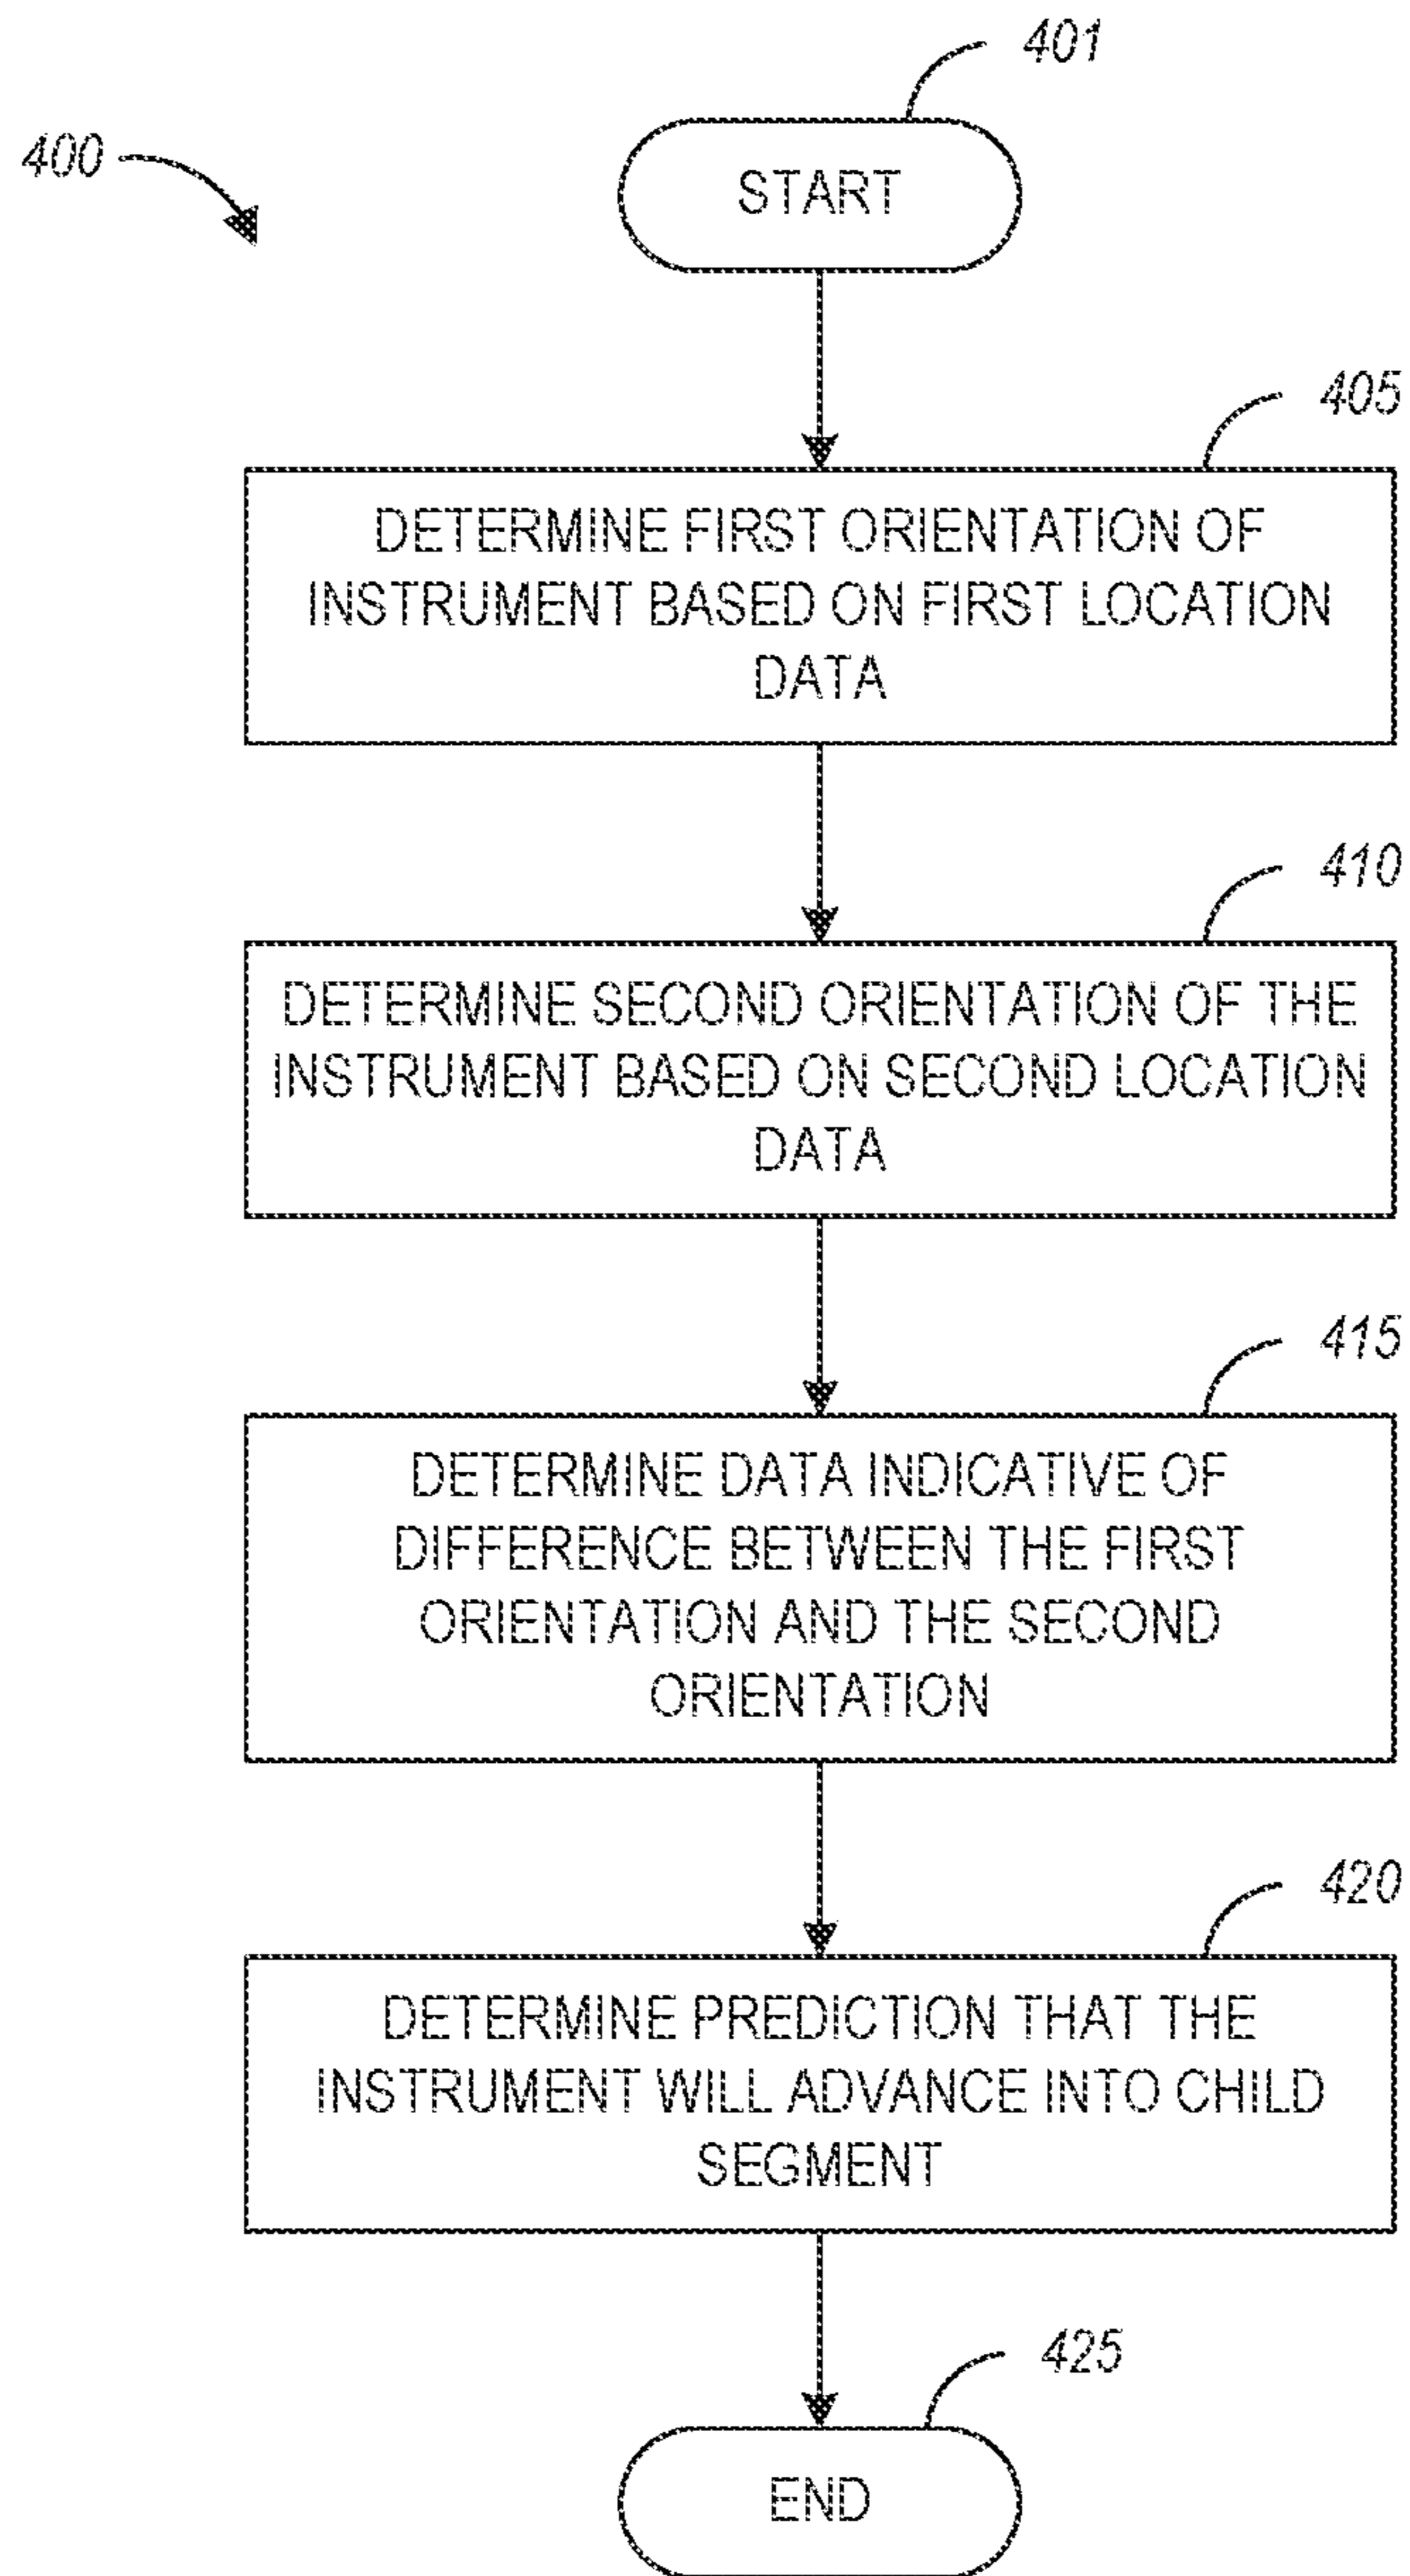 401
400
START
405
DETERMINE FIRST ORIENTATION OF
INSTRUMENT BASED ON FIRST LOCATION
DATA
410
DETERMINE SECOND ORIENTATION OF THE
INSTRUMENT BASED ON SECOND LOCATION
DATA
415
DETERMINE DATA INDICATIVE OF
DIFFERENCE BETWEEN THE FIRST
ORIENTATION AND THE SECOND
ORIENTATION
420
DETERMINE PREDICTION THAT THE
INSTRUMENT WILL ADVANCE INTO CHILD
SEGMENT
425
END